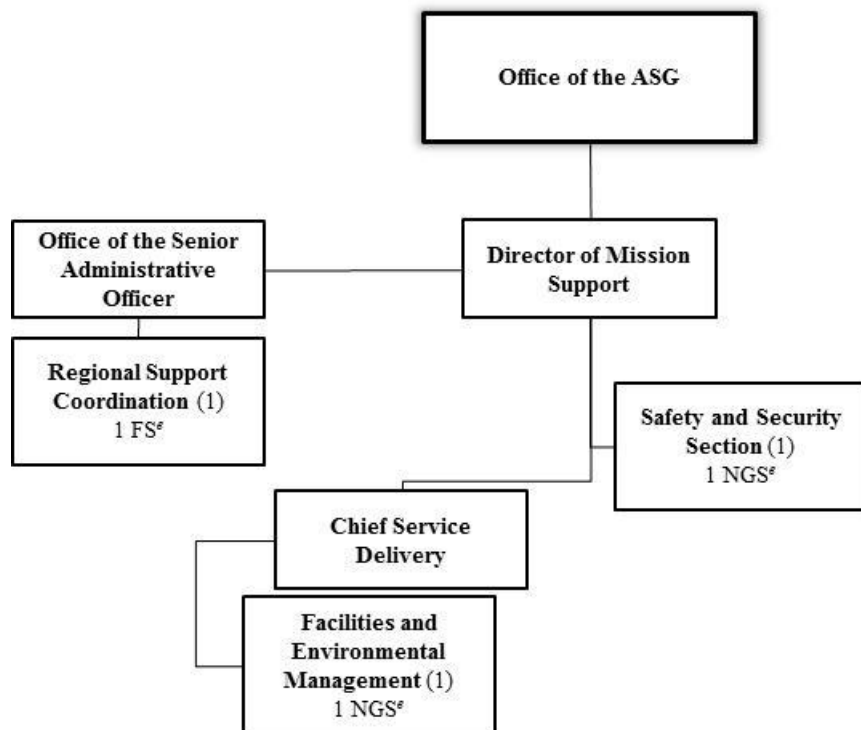 Office of the ASG
Office of the Senior
Administrative
Officer
Director of Mission
Support
Regional Support
Coordination (1)
1 FSᵉ
Safety and Security
Section (1)
1 NGSᵉ
Chief Service
Delivery
Facilities and
Environmental
Management (1)
1 NGSᵉ